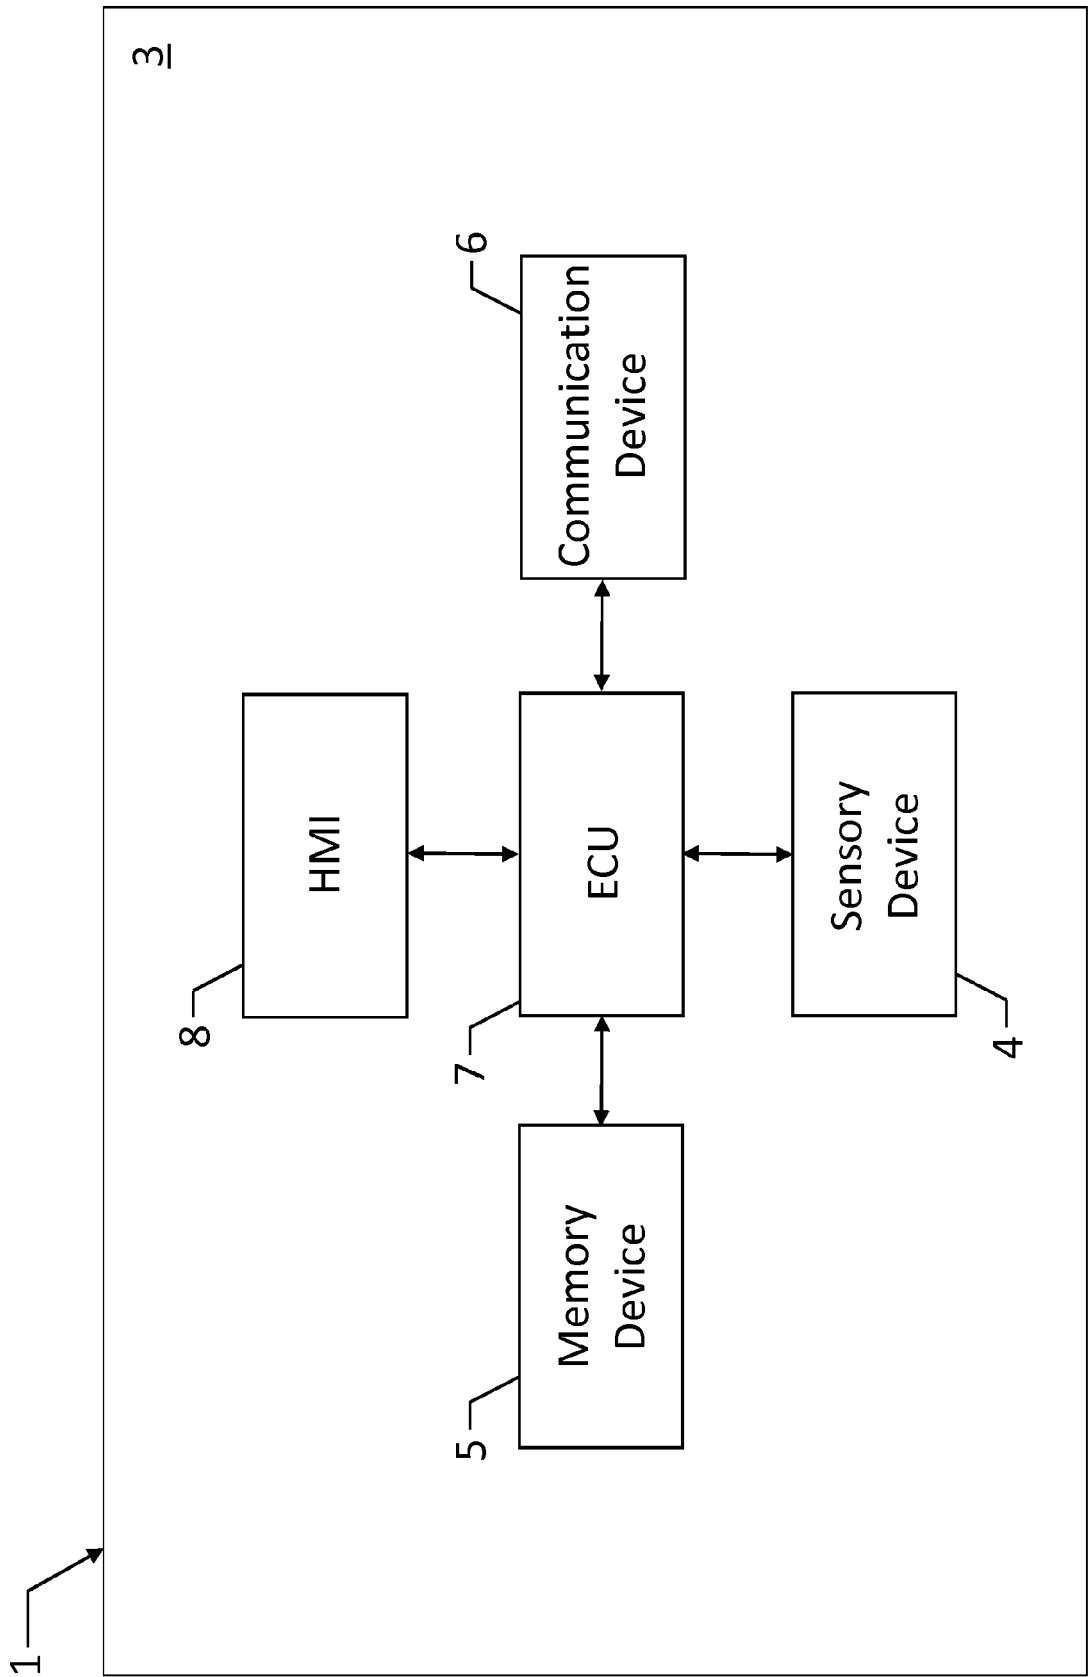 1
3
8
HMI
5
Memory
Device
7
ECU
6
Communication
Device
4
Sensory
Device